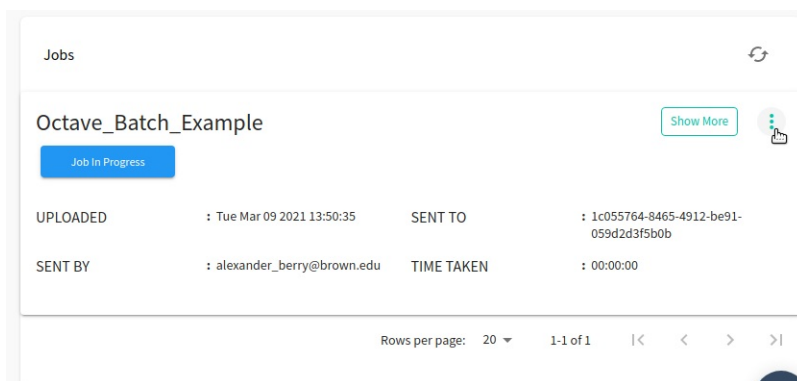 Jobs
Octave_Batch_Example
Show More
Job In Progress
UPLOADED : Tue Mar 09 2021 13:50:35 SENT TO : 1c055764-8465-4912-be91-
059d2d3f5b0b
SENT BY : alexander_berry@brown.edu TIME TAKEN : 00:00:00
Rows per page: 20 1-1 of 1